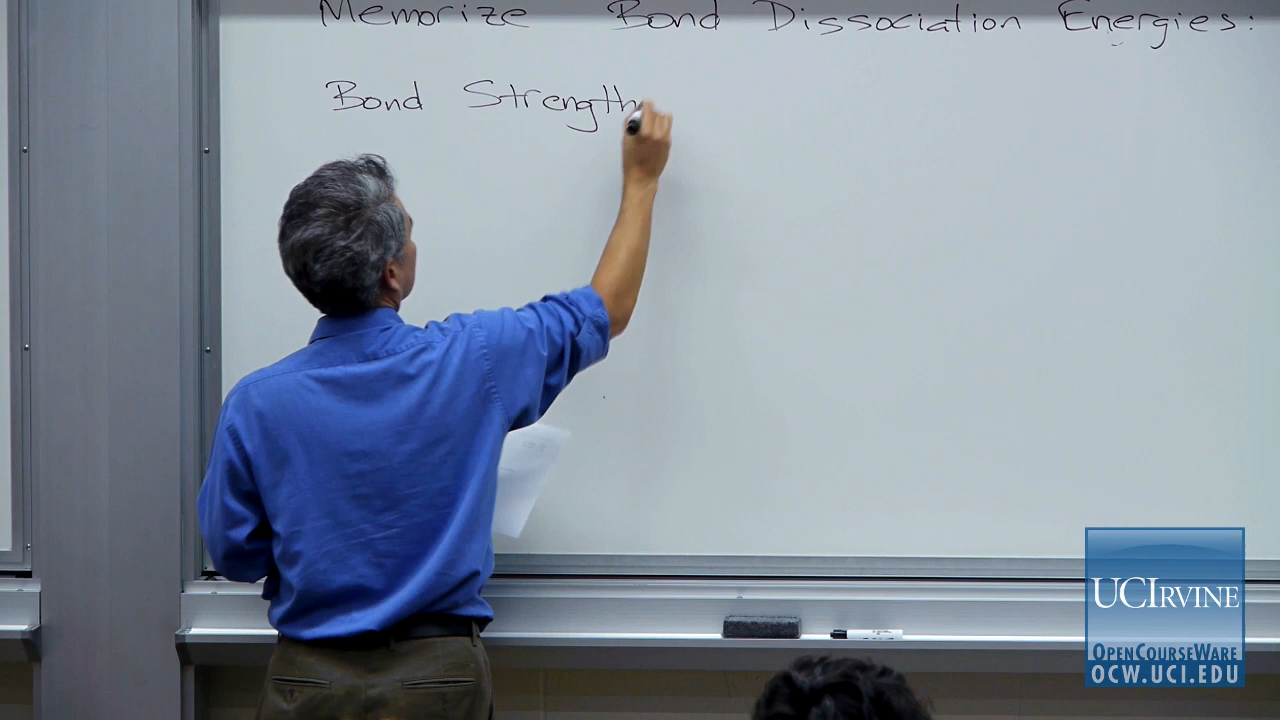 Memorize Bond Dissociation Energies:
Bond Strength
UCIRVINE
OPENCOURSEWARE
OCW.UCI.EDU